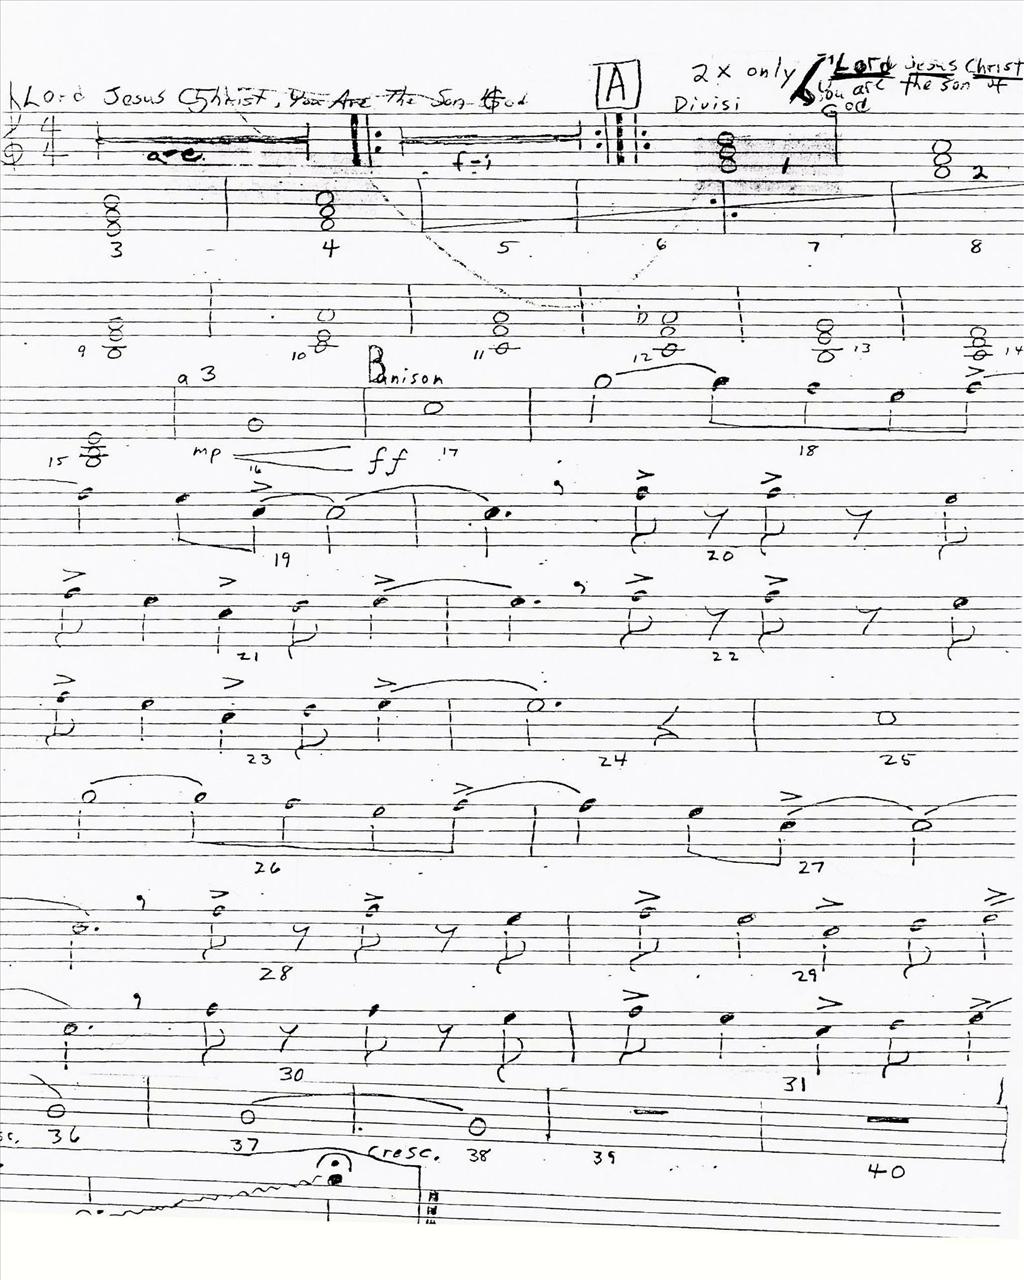 Lord Jesus Christ, You Are The Son God
A
2x only
Divisi
Lord Jesus Christ
You are the son of
God
4
4
a-e
f-i
1
2
3 4 5 6 7 8
9 10 11 12 13 14
a 3
B unison
15 mp 16 ff 17 18
19 20
21 22
23 24 25
26 27
28 29
30 31
36 37 cresc. 38 39 40